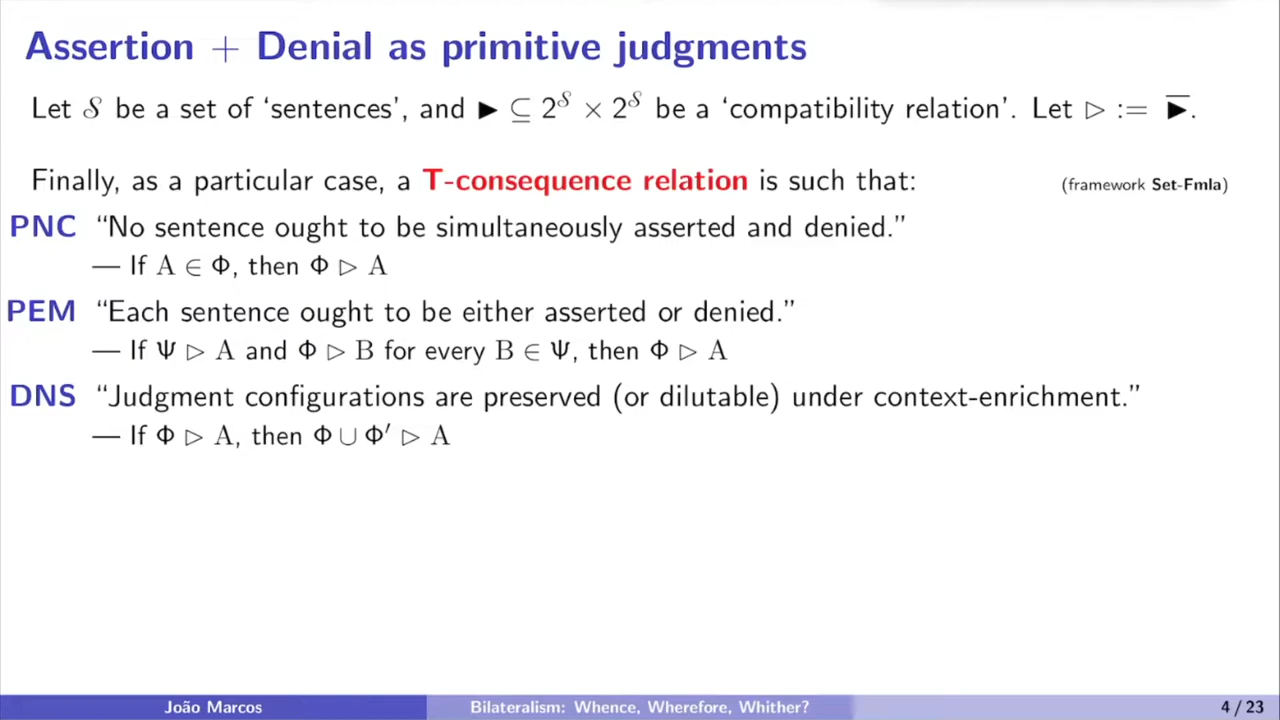 Assertion + Denial as primitive judgments
Let 𝒮 be a set of ‘sentences’, and ▶ ⊆ 2^𝒮 × 2^𝒮 be a ‘compatibility relation’. Let ▷ := ▶̅.
Finally, as a particular case, a T-consequence relation is such that: (framework Set-Fmla)
PNC “No sentence ought to be simultaneously asserted and denied.”
— If A ∈ Φ, then Φ ▷ A
PEM “Each sentence ought to be either asserted or denied.”
— If Ψ ▷ A and Φ ▷ B for every B ∈ Ψ, then Φ ▷ A
DNS “Judgment configurations are preserved (or dilutable) under context-enrichment.”
— If Φ ▷ A, then Φ ∪ Φ′ ▷ A
João Marcos Bilateralism: Whence, Wherefore, Whither? 4 / 23